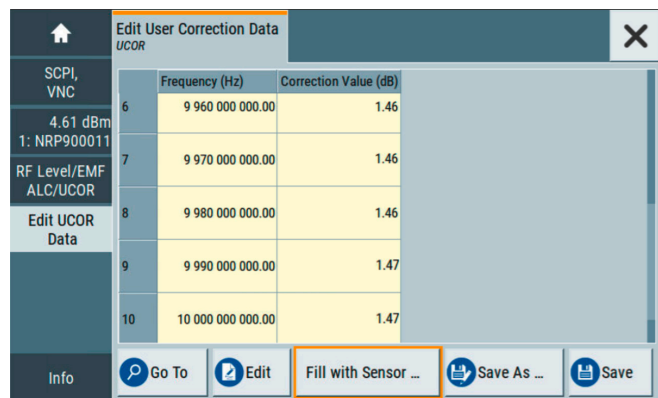 Edit User Correction Data
UCOR
SCPI,
VNC
4.61 dBm
1: NRP900011
RF Level/EMF
ALC/UCOR
Edit UCOR
Data
Info
Frequency (Hz) Correction Value (dB)
6 9 960 000 000.00 1.46
7 9 970 000 000.00 1.46
8 9 980 000 000.00 1.46
9 9 990 000 000.00 1.47
10 10 000 000 000.00 1.47
Go To Edit Fill with Sensor ... Save As ... Save